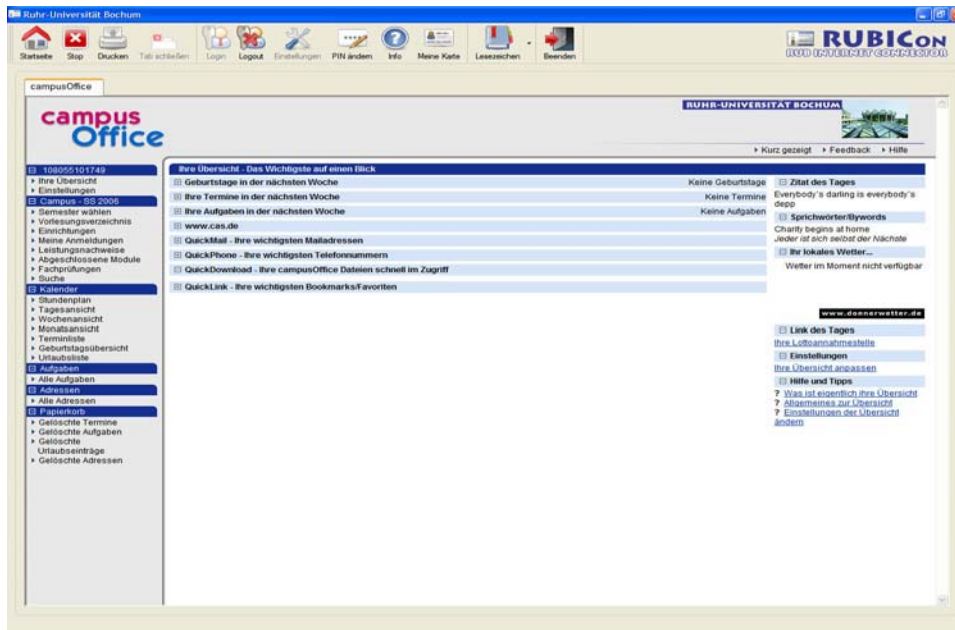 Ruhr-Universität Bochum
Startseite Stop Drucken Tab schließen Login Logout Einstellungen PIN ändern Info Meine Karte Lesezeichen Beenden
RUBICON
RUB INTERNET CONNECTOR
campusOffice
campus
Office
RUHR-UNIVERSITÄT BOCHUM
Kurz gezeigt Feedback Hilfe
108055101749
Ihre Übersicht
Einstellungen
Campus - SS 2006
Semester wählen
Vorlesungsverzeichnis
Einrichtungen
Meine Anmeldungen
Leistungsnachweise
Abgeschlossene Module
Fachprüfungen
Suche
Kalender
Stundenplan
Tagesansicht
Wochenansicht
Monatsansicht
Terminliste
Geburtstagsübersicht
Urlaubsliste
Aufgaben
Alle Aufgaben
Adressen
Alle Adressen
Papierkorb
Gelöschte Termine
Gelöschte Aufgaben
Gelöschte
Urlaubseinträge
Gelöschte Adressen
Ihre Übersicht - Das Wichtigste auf einen Blick
Geburtstage in der nächsten Woche Keine Geburtstage
Ihre Termine in der nächsten Woche Keine Termine
Ihre Aufgaben in der nächsten Woche Keine Aufgaben
www.cas.de
QuickMail - Ihre wichtigsten Mailadressen
QuickPhone - Ihre wichtigsten Telefonnummern
QuickDownload - Ihre campusOffice Dateien schnell im Zugriff
QuickLink - Ihre wichtigsten Bookmarks/Favoriten
Zitat des Tages
Everybody's darling is everybody's
depp
Sprichwörter/Bywords
Charity begins at home
Jeder ist sich selbst der Nächste
Ihr lokales Wetter...
Wetter im Moment nicht verfügbar
www.donnerwetter.de
Link des Tages
Ihre Lottoannahmestelle
Einstellungen
Ihre Übersicht anpassen
Hilfe und Tipps
? Was ist eigentlich Ihre Übersicht
? Allgemeines zur Übersicht
? Einstellungen der Übersicht
ändern